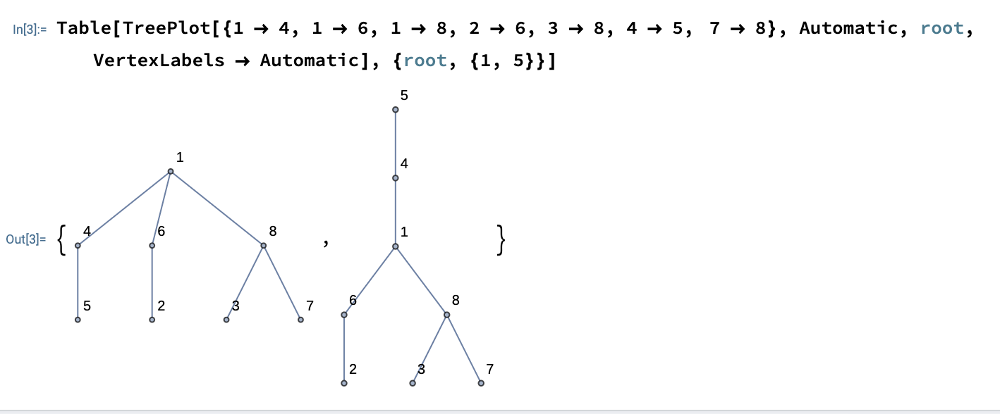 In[3]:= Table[TreePlot[{1 → 4, 1 → 6, 1 → 8, 2 → 6, 3 → 8, 4 → 5, 7 → 8}, Automatic, root,
VertexLabels → Automatic], {root, {1, 5}}]
5
1
4
4 6 8
1
Out[3]= { , }
5 2 3 7
6 8
2 3 7